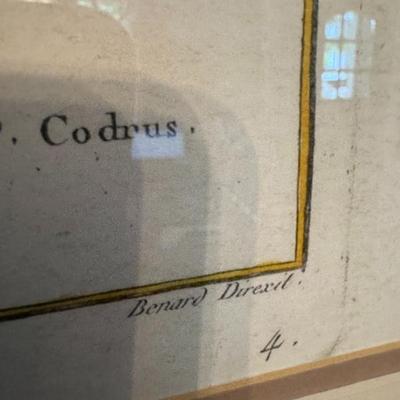 P. Codrus.
Benard Direxit.
4.